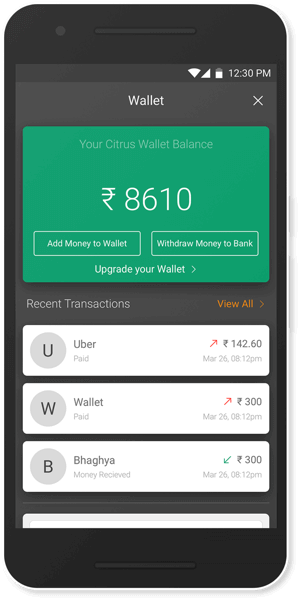 12:30 PM
Wallet
Your Citrus Wallet Balance
₹ 8610
Add Money to Wallet Withdraw Money to Bank
Upgrade your Wallet >
Recent Transactions View All >
U Uber ₹ 142.60
Paid Mar 26, 08:12pm
W Wallet ₹ 300
Paid Mar 26, 08:12pm
B Bhaghya ₹ 300
Money Recieved Mar 26, 08:12pm